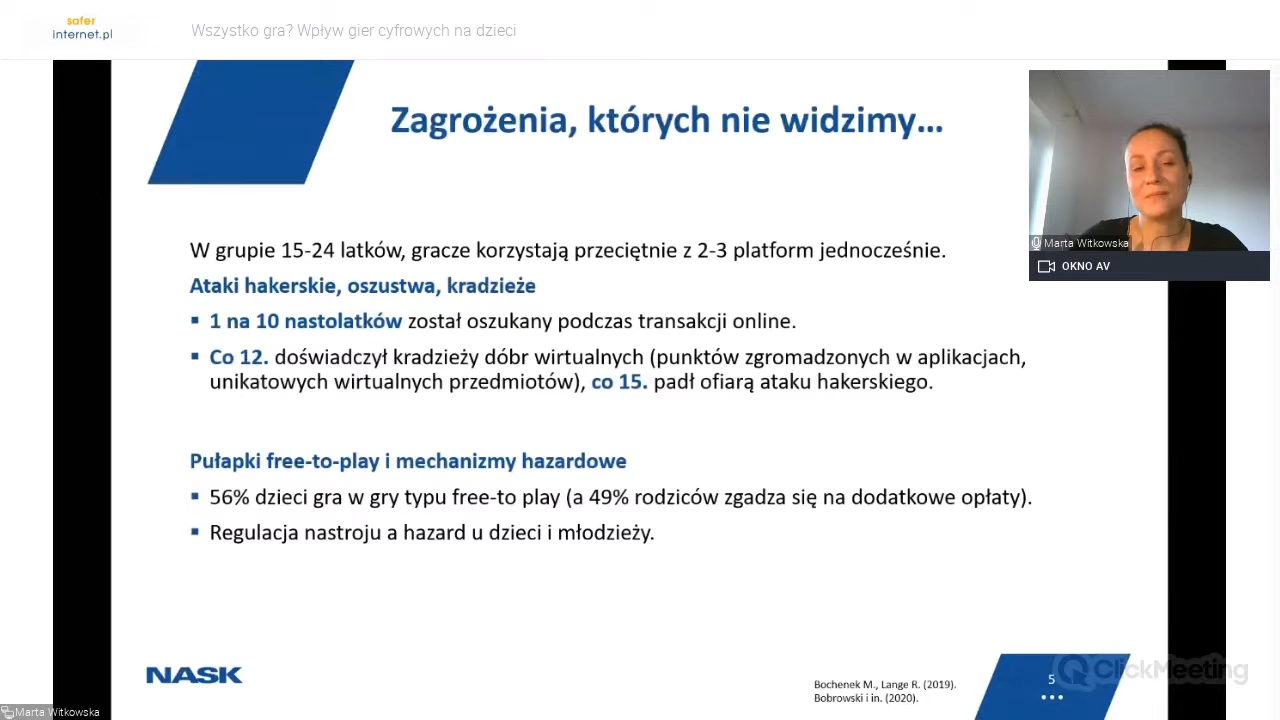 safer
internet.pl
Wszystko gra? Wpływ gier cyfrowych na dzieci
Zagrożenia, których nie widzimy…
Marta Witkowska
OKNO AV
W grupie 15-24 latków, gracze korzystają przeciętnie z 2-3 platform jednocześnie.
Ataki hakerskie, oszustwa, kradzieże
▪ 1 na 10 nastolatków został oszukany podczas transakcji online.
▪ Co 12. doświadczył kradzieży dóbr wirtualnych (punktów zgromadzonych w aplikacjach,
unikatowych wirtualnych przedmiotów), co 15. padł ofiarą ataku hakerskiego.
Pułapki free-to-play i mechanizmy hazardowe
▪ 56% dzieci gra w gry typu free-to play (a 49% rodziców zgadza się na dodatkowe opłaty).
▪ Regulacja nastroju a hazard u dzieci i młodzieży.
NASK
Bochenek M., Lange R. (2019).
Bobrowski i in. (2020).
5
ClickMeeting
Marta Witkowska